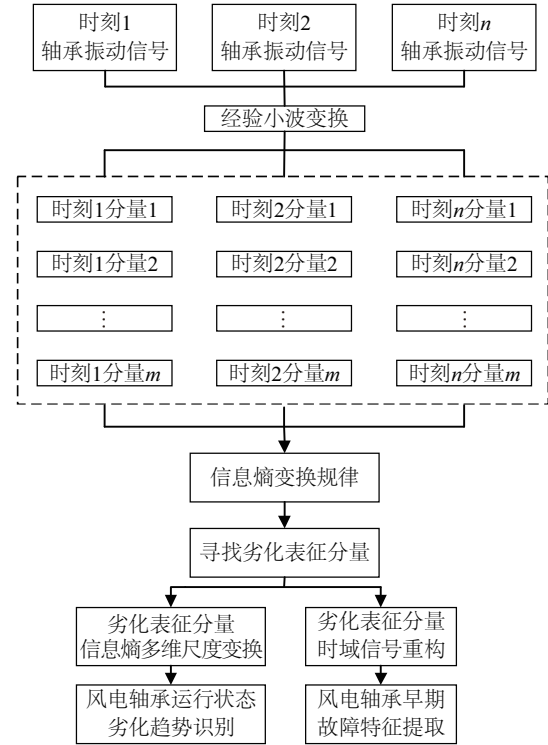 时刻1
轴承振动信号
时刻2
轴承振动信号
时刻n
轴承振动信号
经验小波变换
时刻1分量1
时刻2分量1
时刻n分量1
时刻1分量2
时刻2分量2
时刻n分量2
⋮
⋮
⋮
时刻1分量m
时刻2分量m
时刻n分量m
信息熵变换规律
寻找劣化表征分量
劣化表征分量
信息熵多维尺度变换
劣化表征分量
时域信号重构
风电轴承运行状态
劣化趋势识别
风电轴承早期
故障特征提取